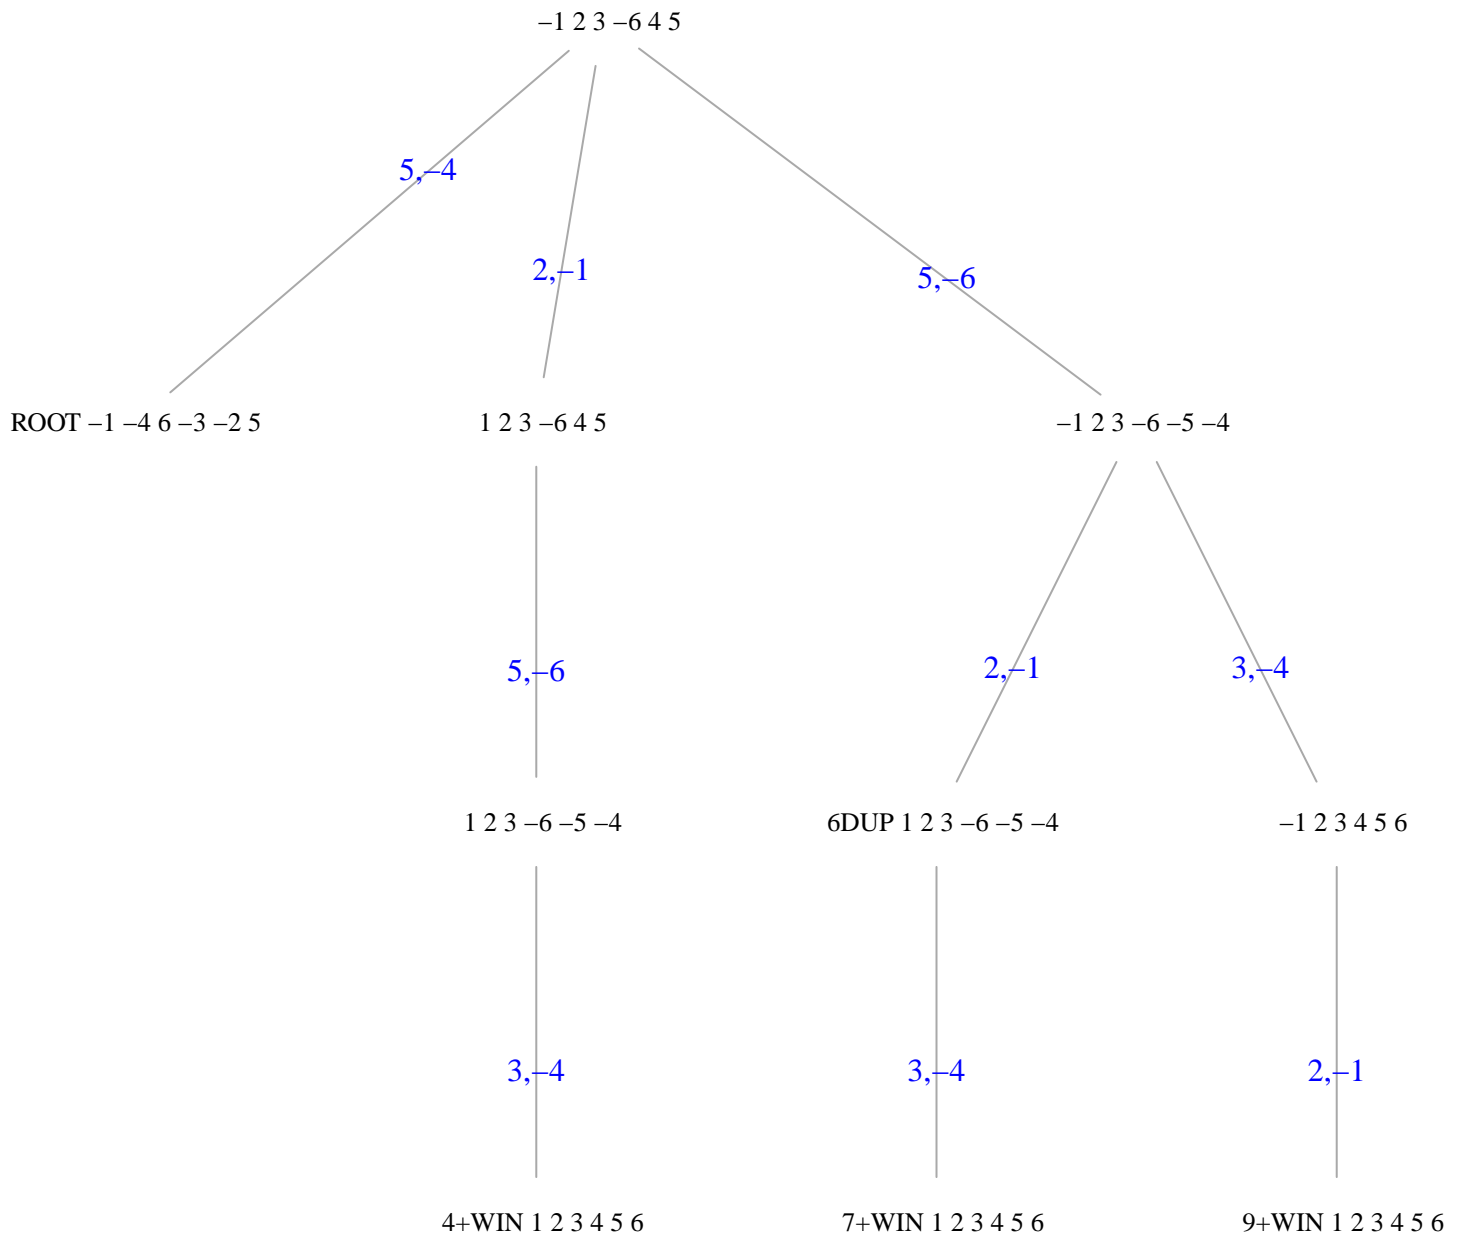 –1 2 3 –6 4 5
5,–4
2,–1
5,–6
ROOT –1 –4 6 –3 –2 5
1 2 3 –6 4 5
–1 2 3 –6 –5 –4
5,–6
2,–1
3,–4
1 2 3 –6 –5 –4
6DUP 1 2 3 –6 –5 –4
–1 2 3 4 5 6
3,–4
3,–4
2,–1
4+WIN 1 2 3 4 5 6
7+WIN 1 2 3 4 5 6
9+WIN 1 2 3 4 5 6